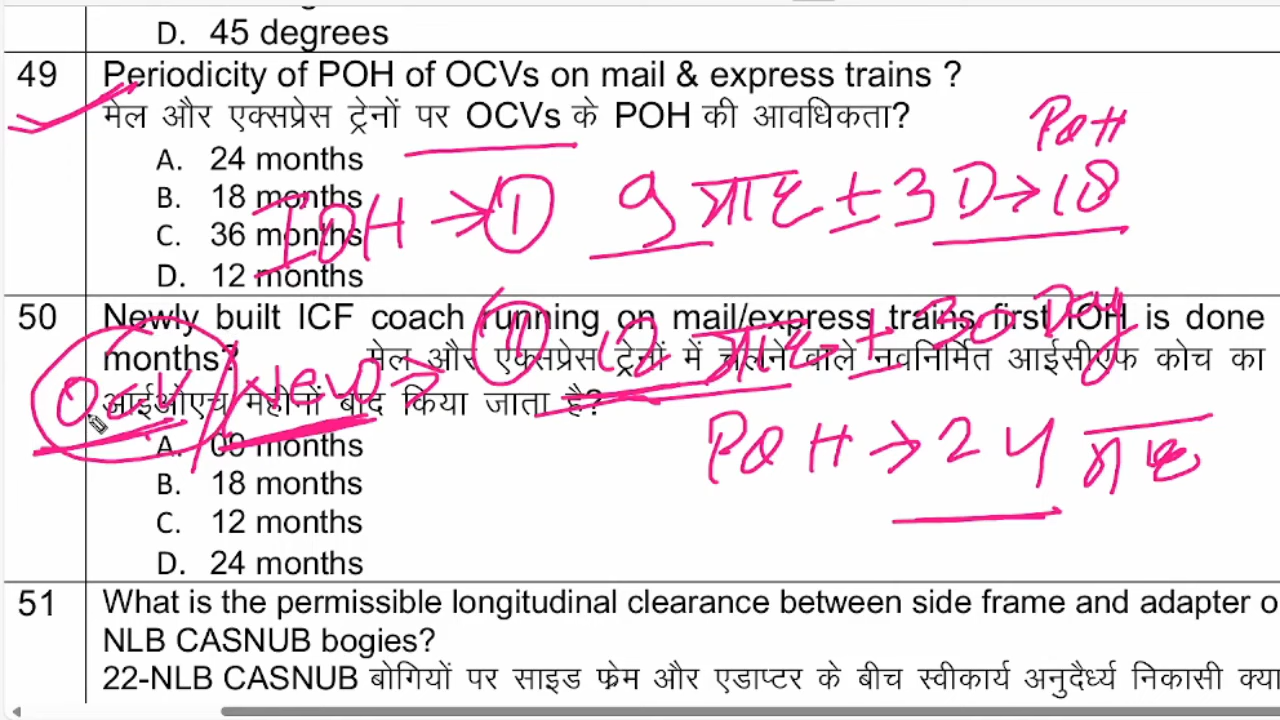 D. 45 degrees
49 Periodicity of POH of OCVs on mail & express trains ?
मेल और एक्सप्रेस ट्रेनों पर OCVs के POH की आवधिकता?
POH
A. 24 months
B. 18 months
IOH → 1 9 माह ± 3 D → 18
C. 36 months
D. 12 months
50 Newly built ICF coach running on mail/express trains first IOH is done
months? मेल और एक्सप्रेस ट्रेनों में चलने वाले नवनिर्मित आईसीएफ कोच का
1 12 माह ± 30 Day
आईओएच महीनों बाद किया जाता है?
OCV / New →
A. 09 months
POH → 24 माह
B. 18 months
C. 12 months
D. 24 months
51 What is the permissible longitudinal clearance between side frame and adapter o
NLB CASNUB bogies?
22-NLB CASNUB बोगियों पर साइड फ्रेम और एडाप्टर के बीच स्वीकार्य अनुदैर्ध्य निकासी क्या